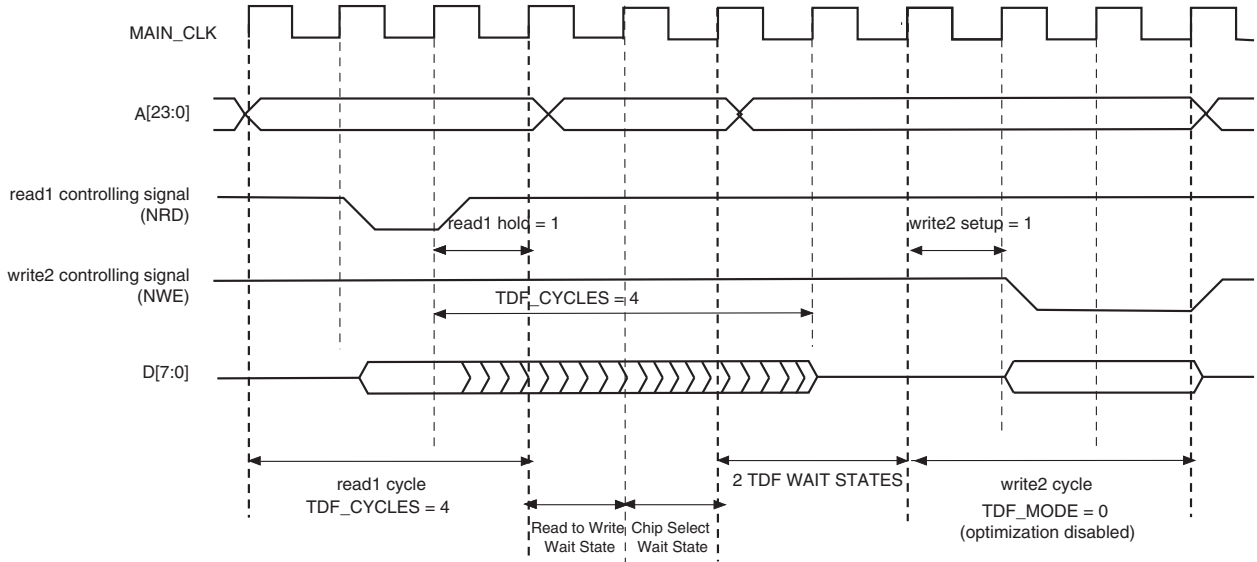 MAIN_CLK
A[23:0]
read1 controlling signal
(NRD)
read1 hold = 1
write2 setup = 1
write2 controlling signal
(NWE)
TDF_CYCLES = 4
D[7:0]
read1 cycle
TDF_CYCLES = 4
Read to Write
Wait State
Chip Select
Wait State
2 TDF WAIT STATES
write2 cycle
TDF_MODE = 0
(optimization disabled)